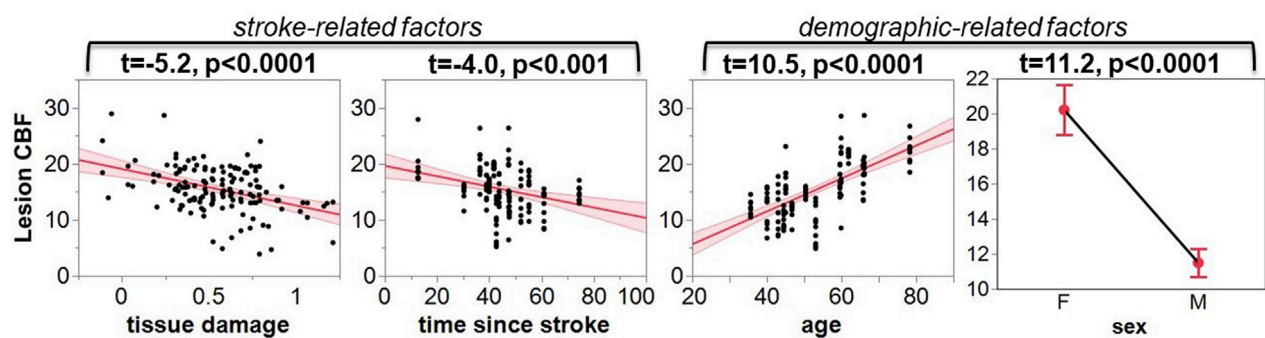 stroke-related factors
demographic-related factors
t=-5.2, p<0.0001
t=-4.0, p<0.001
t=10.5, p<0.0001
t=11.2, p<0.0001
Lesion CBF
30
20
10
0
0
0.5
1
tissue damage
30
20
10
0
0
20
40
60
80
100
time since stroke
30
20
10
0
20
40
60
80
age
22
20
18
16
14
12
10
F
M
sex